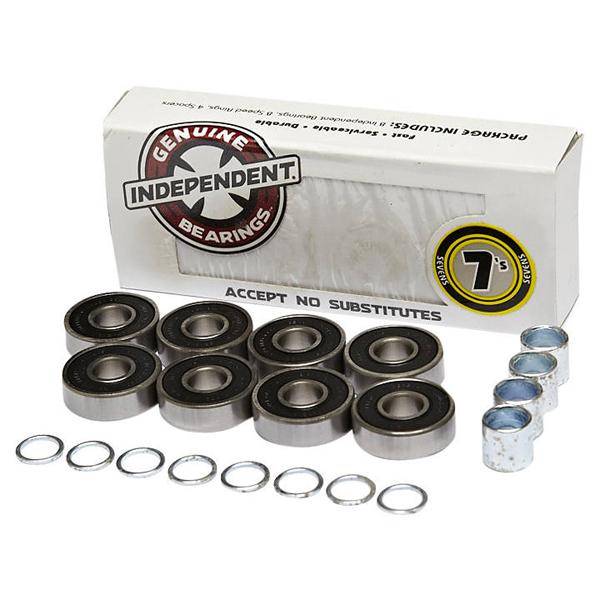 PACKAGE INCLUDES: 8 Independent Bearings, 8 Speed Rings, 4 Spacers
Fast • Serviceable • Durable
GENUINE
INDEPENDENT.
BEARINGS
SEVENS
7's
SEVENS
ACCEPT NO SUBSTITUTES